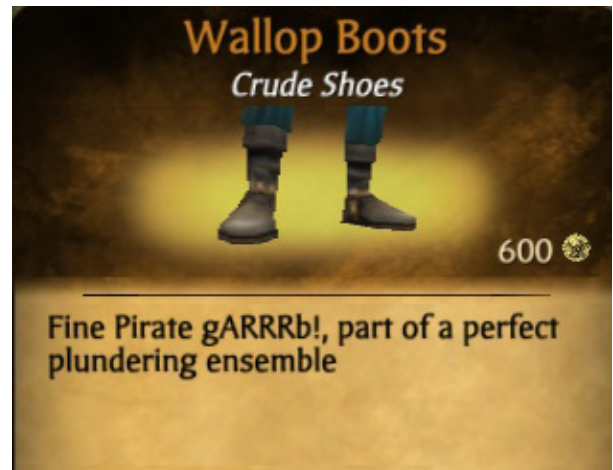 Wallop Boots
Crude Shoes
600
Fine Pirate gARRRb!, part of a perfect
plundering ensemble